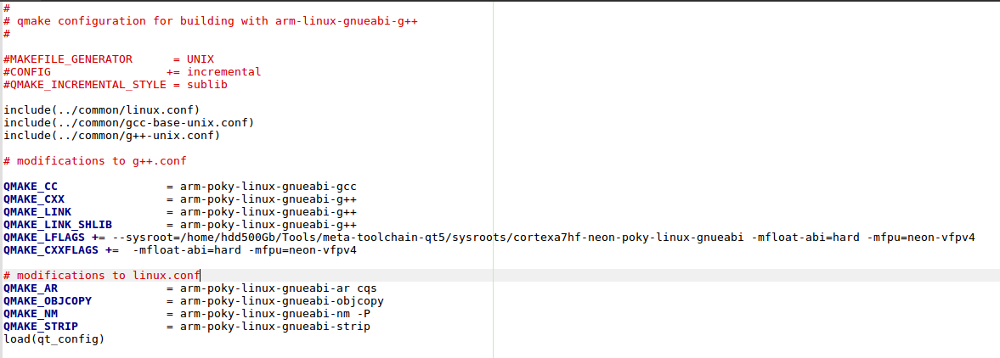 #
# qmake configuration for building with arm-linux-gnueabi-g++
#
#MAKEFILE_GENERATOR      = UNIX
#CONFIG                 += incremental
#QMAKE_INCREMENTAL_STYLE = sublib
include(../common/linux.conf)
include(../common/gcc-base-unix.conf)
include(../common/g++-unix.conf)
# modifications to g++.conf
QMAKE_CC                = arm-poky-linux-gnueabi-gcc
QMAKE_CXX               = arm-poky-linux-gnueabi-g++
QMAKE_LINK              = arm-poky-linux-gnueabi-g++
QMAKE_LINK_SHLIB        = arm-poky-linux-gnueabi-g++
QMAKE_LFLAGS += --sysroot=/home/hdd500Gb/Tools/meta-toolchain-qt5/sysroots/cortexa7hf-neon-poky-linux-gnueabi -mfloat-abi=hard -mfpu=neon-vfpv4
QMAKE_CXXFLAGS +=  -mfloat-abi=hard -mfpu=neon-vfpv4
# modifications to linux.conf
QMAKE_AR                = arm-poky-linux-gnueabi-ar cqs
QMAKE_OBJCOPY           = arm-poky-linux-gnueabi-objcopy
QMAKE_NM                = arm-poky-linux-gnueabi-nm -P
QMAKE_STRIP             = arm-poky-linux-gnueabi-strip
load(qt_config)